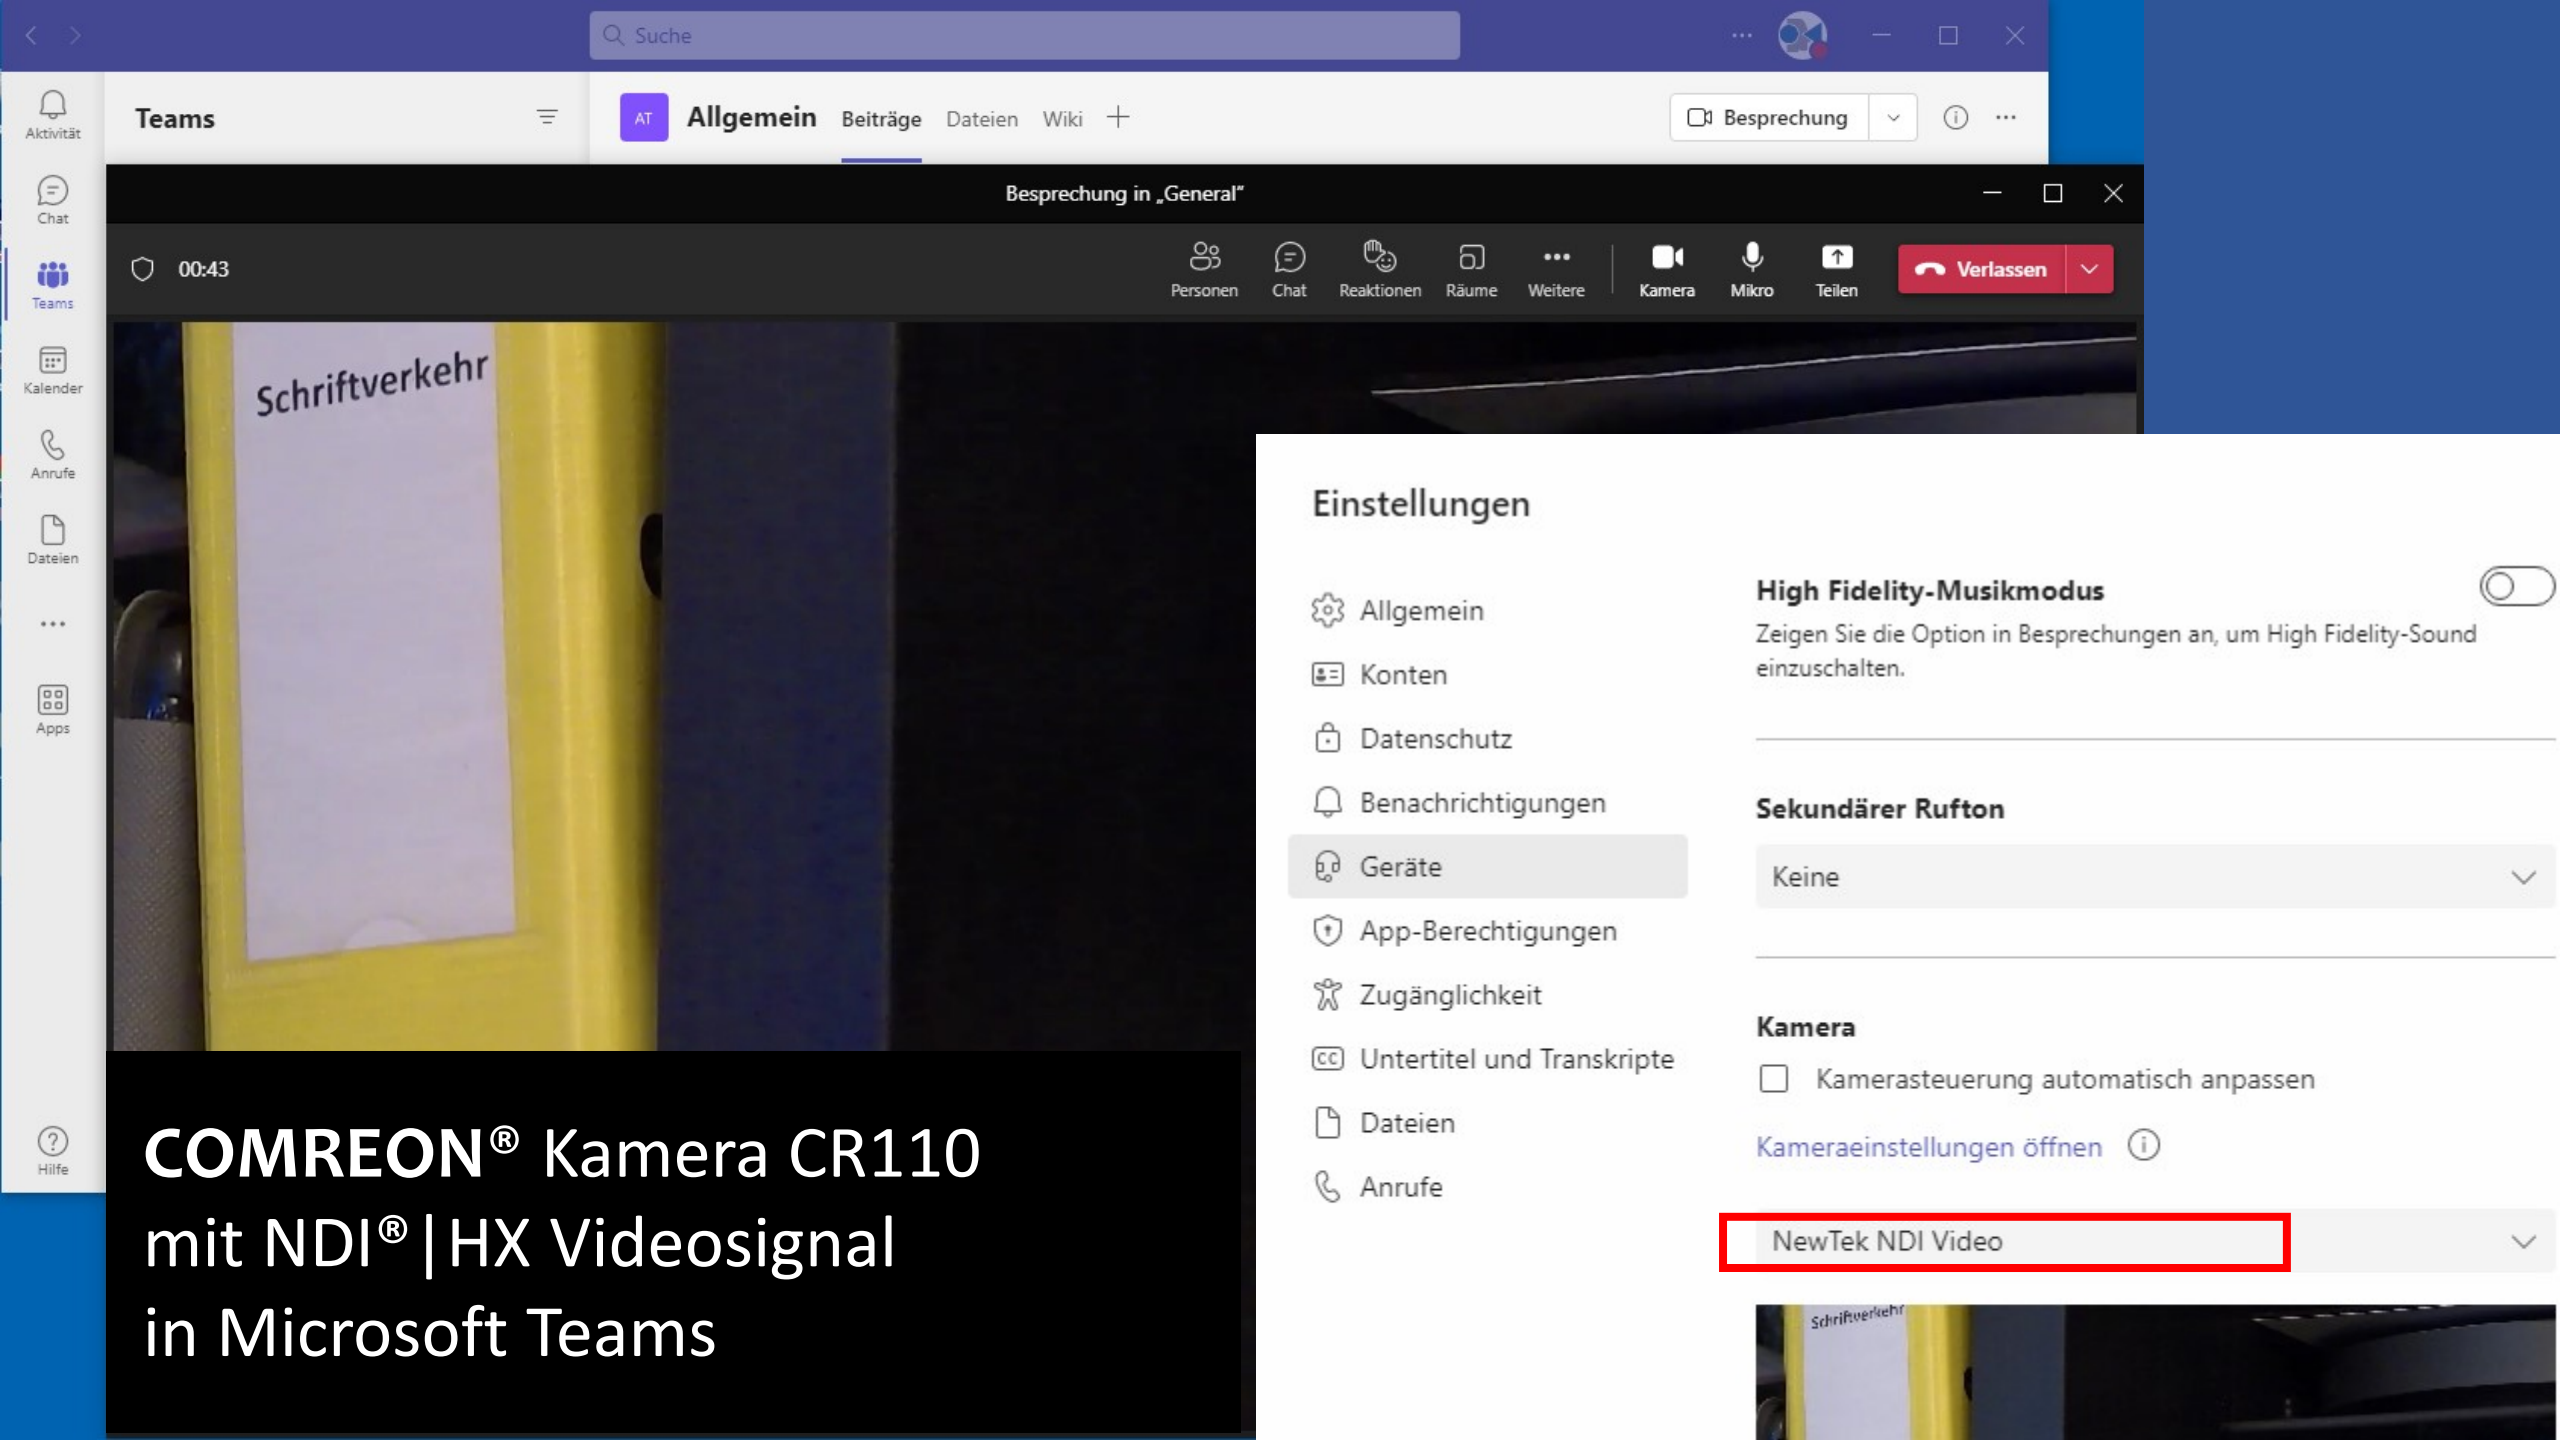 Suche
Aktivität
Chat
Teams
Kalender
Anrufe
Dateien
Apps
Hilfe
Teams
AT
Allgemein Beiträge Dateien Wiki
Besprechung
Besprechung in „General“
00:43
Personen Chat Reaktionen Räume Weitere Kamera Mikro Teilen Verlassen
Schriftverkehr
COMREON® Kamera CR110
mit NDI®|HX Videosignal
in Microsoft Teams
Einstellungen
Allgemein
Konten
Datenschutz
Benachrichtigungen
Geräte
App-Berechtigungen
Zugänglichkeit
CC Untertitel und Transkripte
Dateien
Anrufe
High Fidelity-Musikmodus
Zeigen Sie die Option in Besprechungen an, um High Fidelity-Sound
einzuschalten.
Sekundärer Rufton
Keine
Kamera
Kamerasteuerung automatisch anpassen
Kameraeinstellungen öffnen
NewTek NDI Video
Schriftverkehr